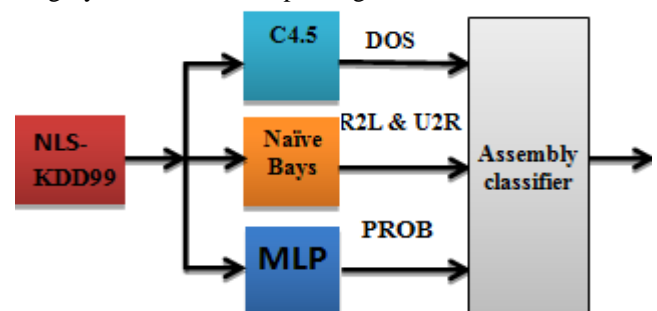 C4.5
DOS
NLS-
KDD99
Naïve
Bays
R2L & U2R
Assembly
classifier
MLP
PROB